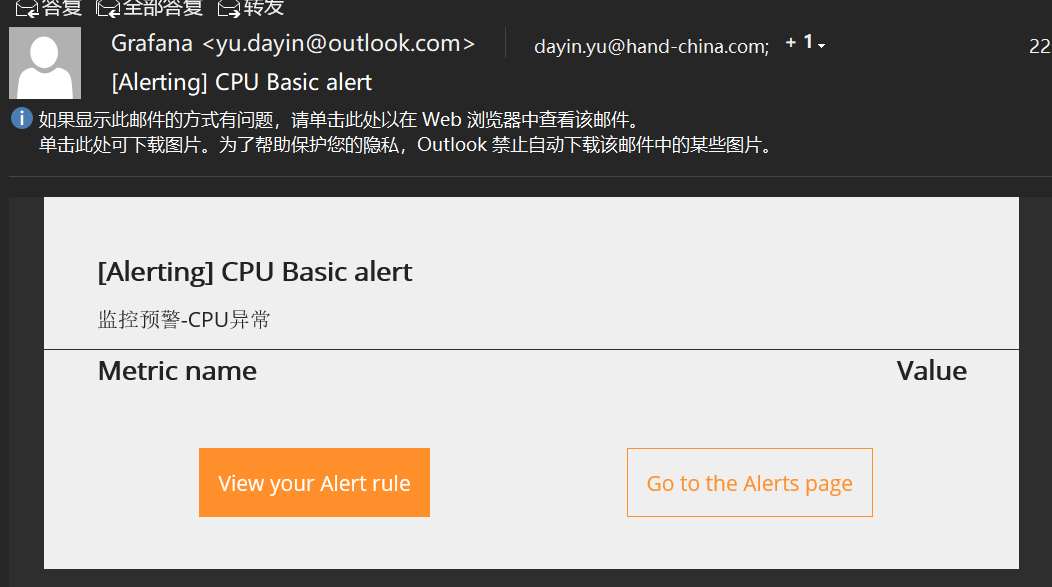 答复 全部答复 转发
Grafana <yu.dayin@outlook.com> dayin.yu@hand-china.com; + 1 22
[Alerting] CPU Basic alert
如果显示此邮件的方式有问题，请单击此处以在 Web 浏览器中查看该邮件。
单击此处可下载图片。为了帮助保护您的隐私，Outlook 禁止自动下载该邮件中的某些图片。
[Alerting] CPU Basic alert
监控预警-CPU异常
Metric name Value
View your Alert rule Go to the Alerts page